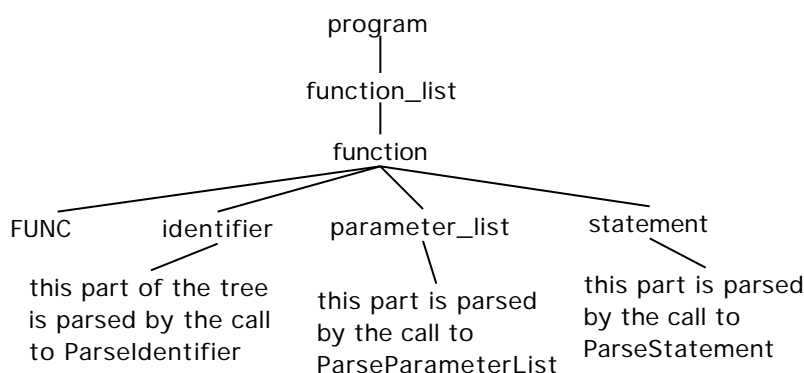 program
function_list
function
FUNC
identifier
parameter_list
statement
this part of the tree
is parsed by the call
to ParseIdentifier
this part is parsed
by the call to
ParseParameterList
this part is parsed
by the call to
ParseStatement